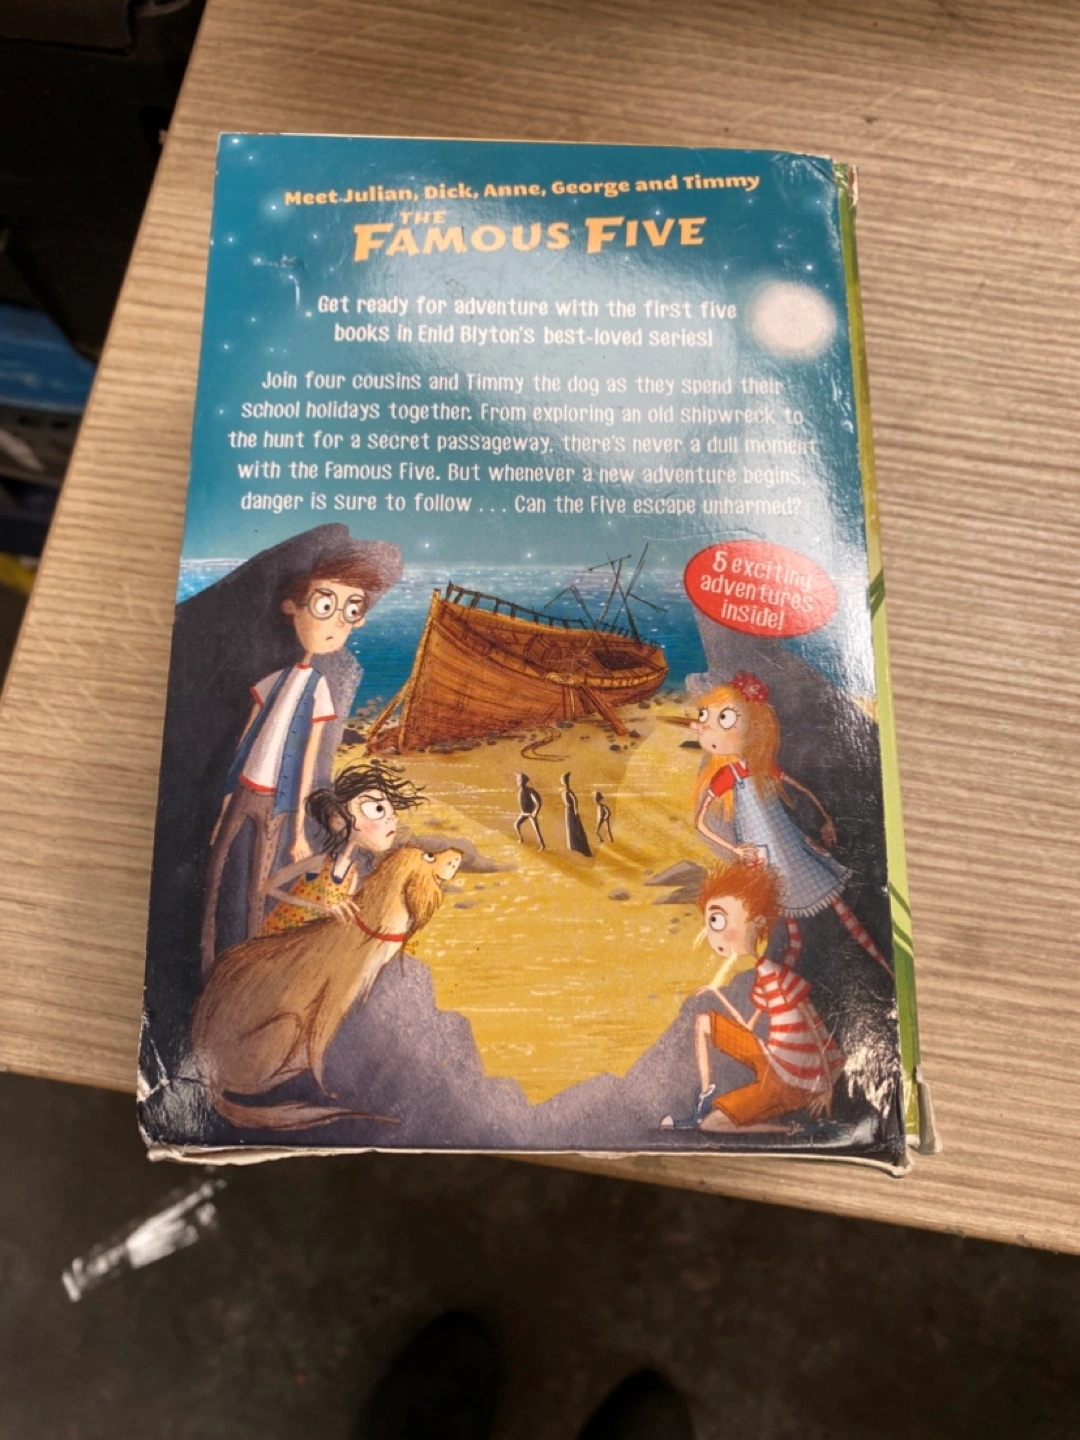 Meet Julian, Dick, Anne, George and Timmy
THE
FAMOUS FIVE
Get ready for adventure with the first five
books in Enid Blyton's best-loved series!
Join four cousins and Timmy the dog as they spend their
school holidays together. From exploring an old shipwreck to
the hunt for a secret passageway, there's never a dull moment
with the Famous Five. But whenever a new adventure begins,
danger is sure to follow . . . Can the Five escape unharmed?
5 exciting
adventures
inside!